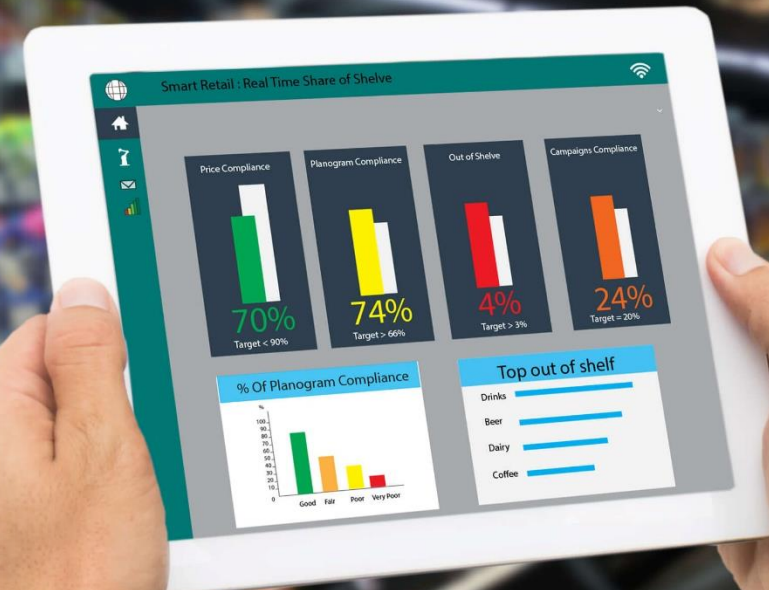 Smart Retail : Real Time Share of Shelve
Price Compliance
70%
Target < 90%
Planogram Compliance
74%
Target > 66%
Out of Shelve
4%
Target > 3%
Campaigns Compliance
24%
Target = 20%
% Of Planogram Compliance
%
100
90
80
70
60
50
40
30
20
10
0
Good Fair Poor Very Poor
Top out of shelf
Drinks
Beer
Dairy
Coffee